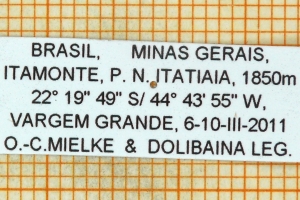 BRASIL, MINAS GERAIS,
ITAMONTE, P. N. ITATIAIA, 1850m
22° 19" 49" S/ 44° 43' 55" W,
VARGEM GRANDE, 6-10-III-2011
O.-C.MIELKE & DOLIBAINA LEG.